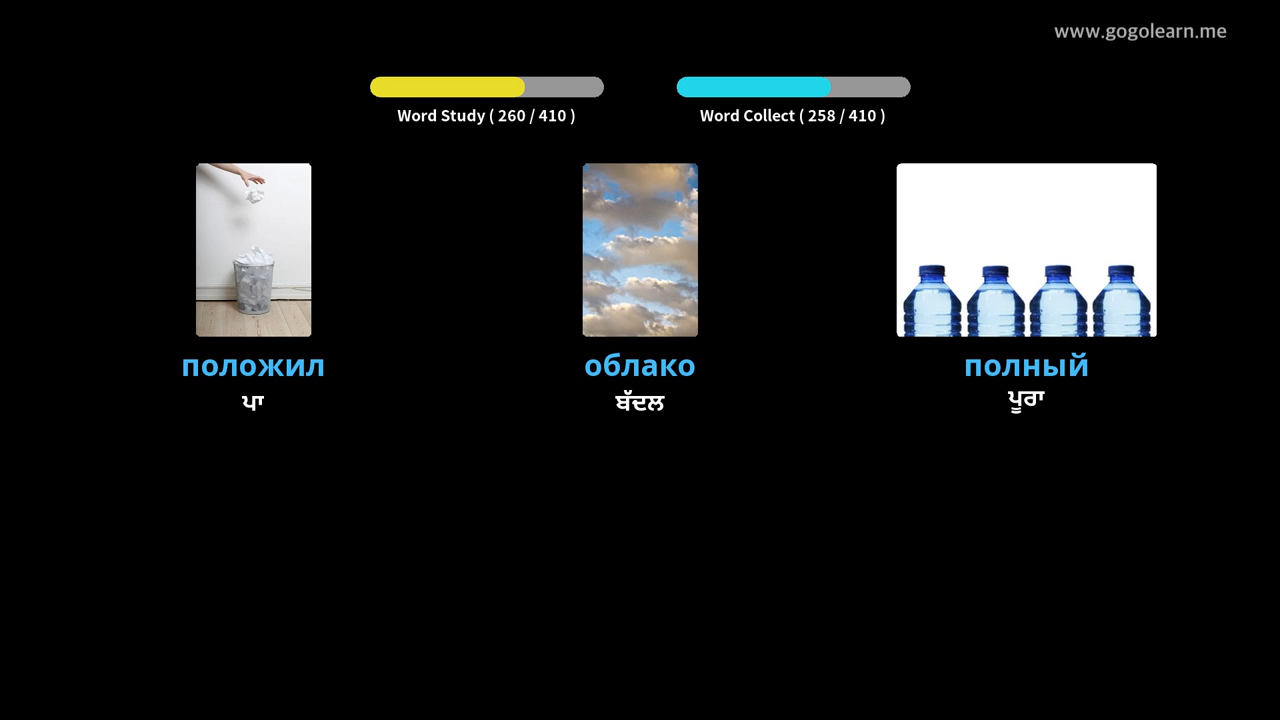 www.gogolearn.me
Word Study ( 260 / 410 )
Word Collect ( 258 / 410 )
положил
облако
полный
ਪਾ
ਬੱਦਲ
ਪੂਰਾ